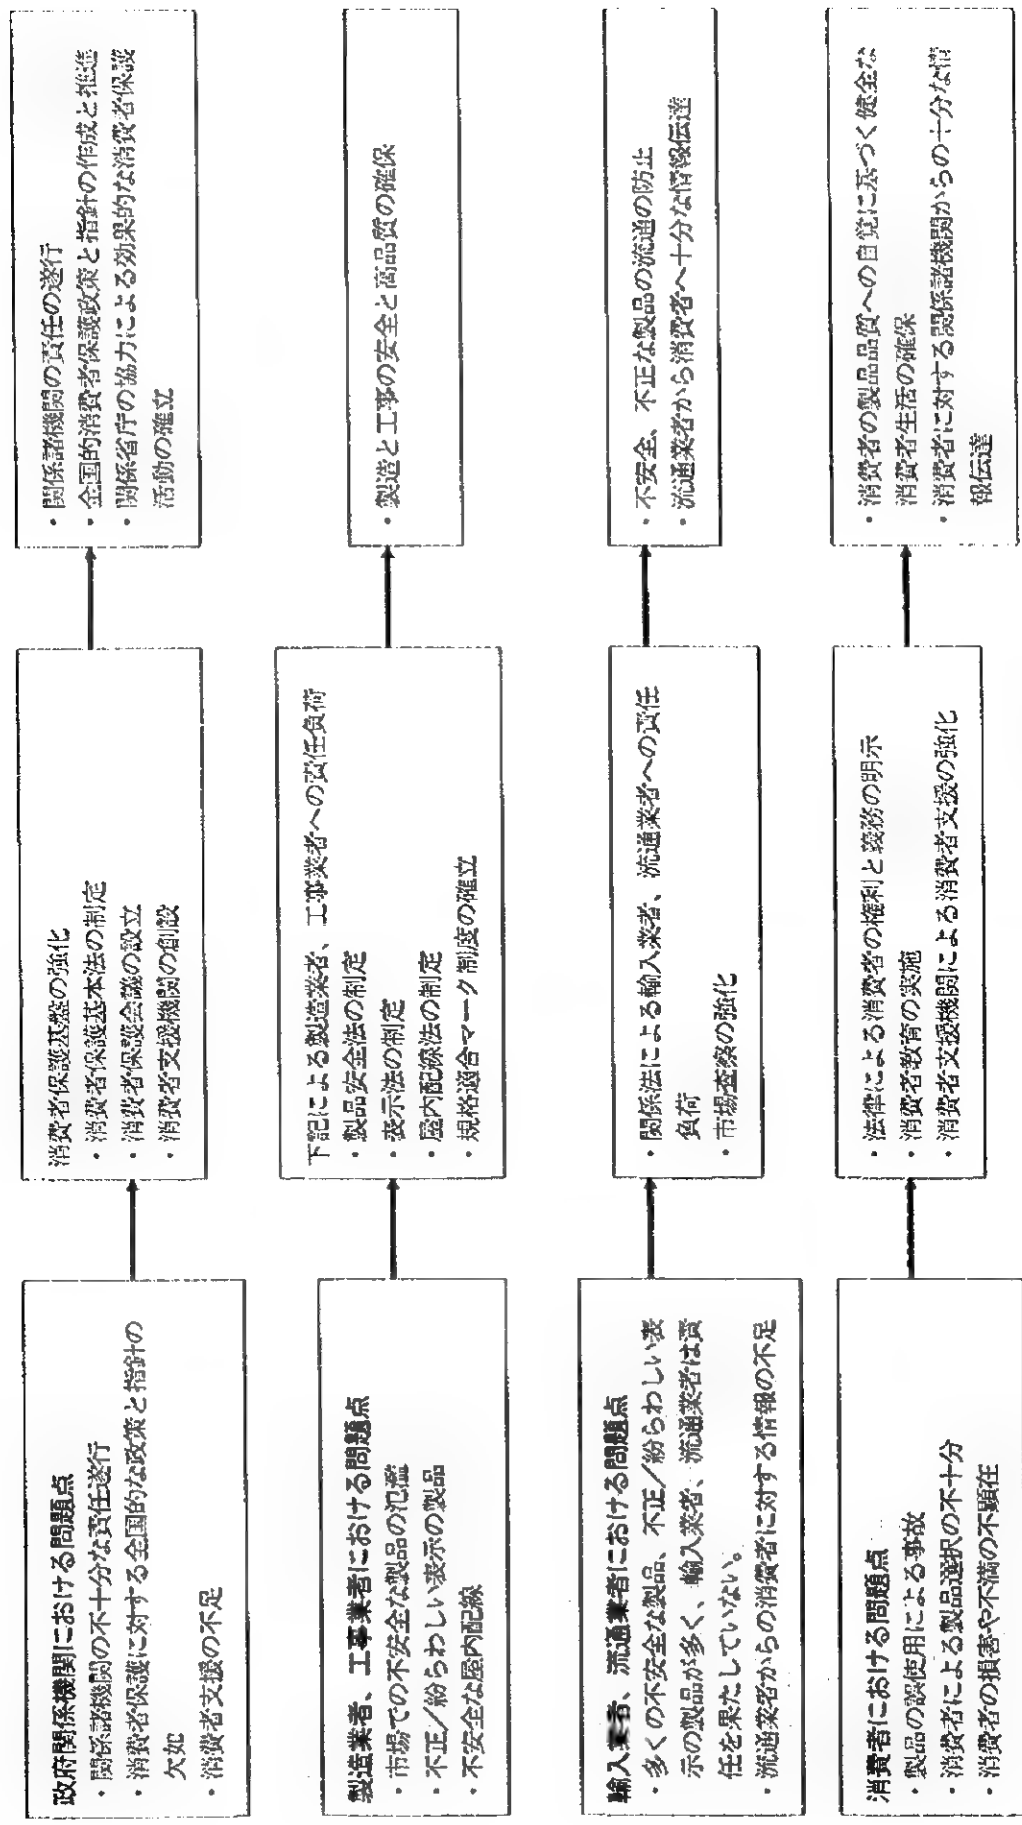 政府関係機関における問題点
・関係諸機関の不十分な責任遂行
・消費者保護に対する全国的な政策と指針の
欠如
・消費者支援の不足
消費者保護基盤の強化
・消費者保護基本法の制定
・消費者保護会議の設立
・消費者支援機関の創設
・関係諸機関の責任の遂行
・全国的消費者保護政策と指針の作成と推進
・関係省庁の協力による効果的な消費者保護
活動の確立
製造業者、工事業者における問題点
・市場での不安全な製品の氾濫
・不正/紛らわしい表示の製品
・不安全な屋内配線
下記による製造業者、工事業者への責任負荷
・製品安全法の制定
・表示法の制定
・屋内配線法の制定
・規格適合マーク制度の確立
・製造と工事の安全と高品質の確保
輸入業者、流通業者における問題点
・多くの不安全な製品、不正/紛らわしい表
示の製品が多く、輸入業者、流通業者は責
任を果たしていない。
・流通業者からの消費者に対する情報の不足
・関係法による輸入業者、流通業者への責任
負荷
・市場査察の強化
・不安全、不正な製品の流通の防止
・流通業者から消費者へ十分な情報伝達
消費者における問題点
・製品の誤使用による事故
・消費者による製品選択の不十分
・消費者の損害や不満の不顕在
・法律による消費者の権利と義務の明示
・消費者教育の実施
・消費者支援機関による消費者支援の強化
・消費者の製品品質への自覚に基づく健全な
消費者生活の確保
・消費者に対する関係諸機関からの十分な情
報伝達